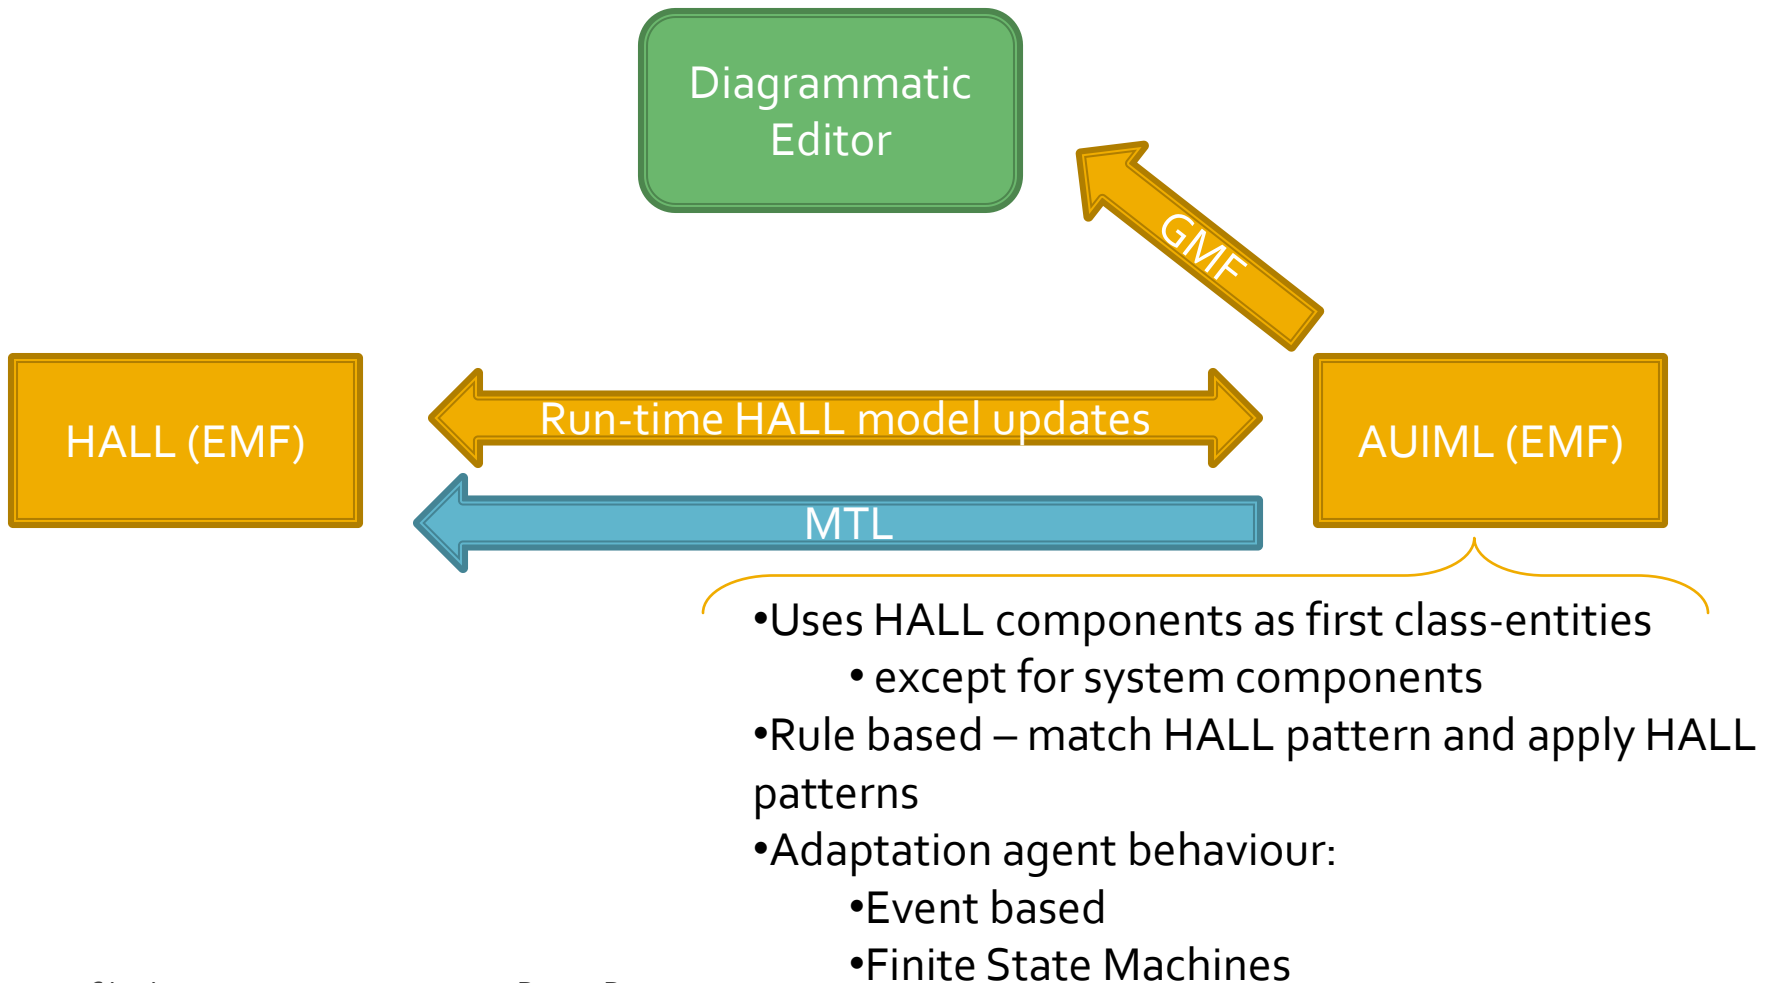 Diagrammatic
Editor
GMF
HALL (EMF)
Run-time HALL model updates
AUIML (EMF)
MTL
•Uses HALL components as first class-entities
• except for system components
•Rule based – match HALL pattern and apply HALL
patterns
•Adaptation agent behaviour:
•Event based
•Finite State Machines